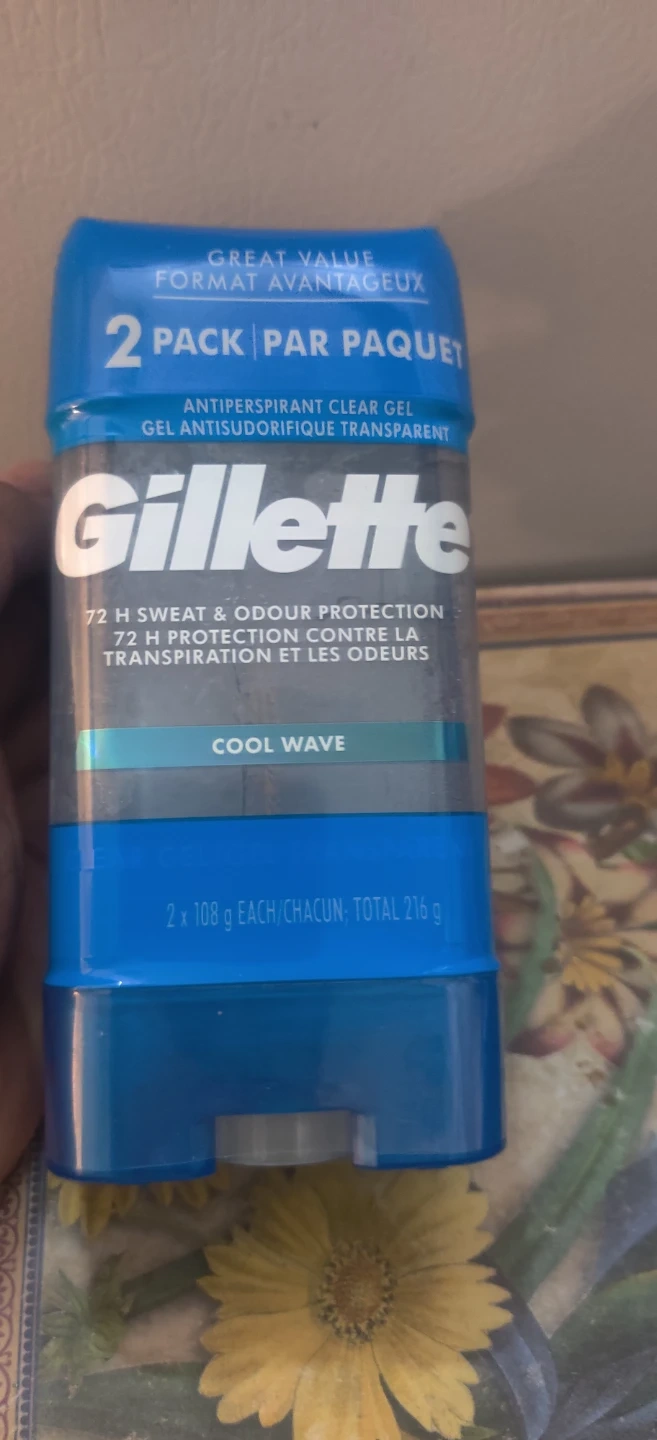 GREAT VALUE
FORMAT AVANTAGEUX
2 PACK | PAR PAQUET
ANTIPERSPIRANT CLEAR GEL
GEL ANTISUDORIFIQUE TRANSPARENT
Gillette
72 H SWEAT & ODOUR PROTECTION
72 H PROTECTION CONTRE LA
TRANSPIRATION ET LES ODEURS
COOL WAVE
2 x 108 g EACH/CHACUN; TOTAL 216 g